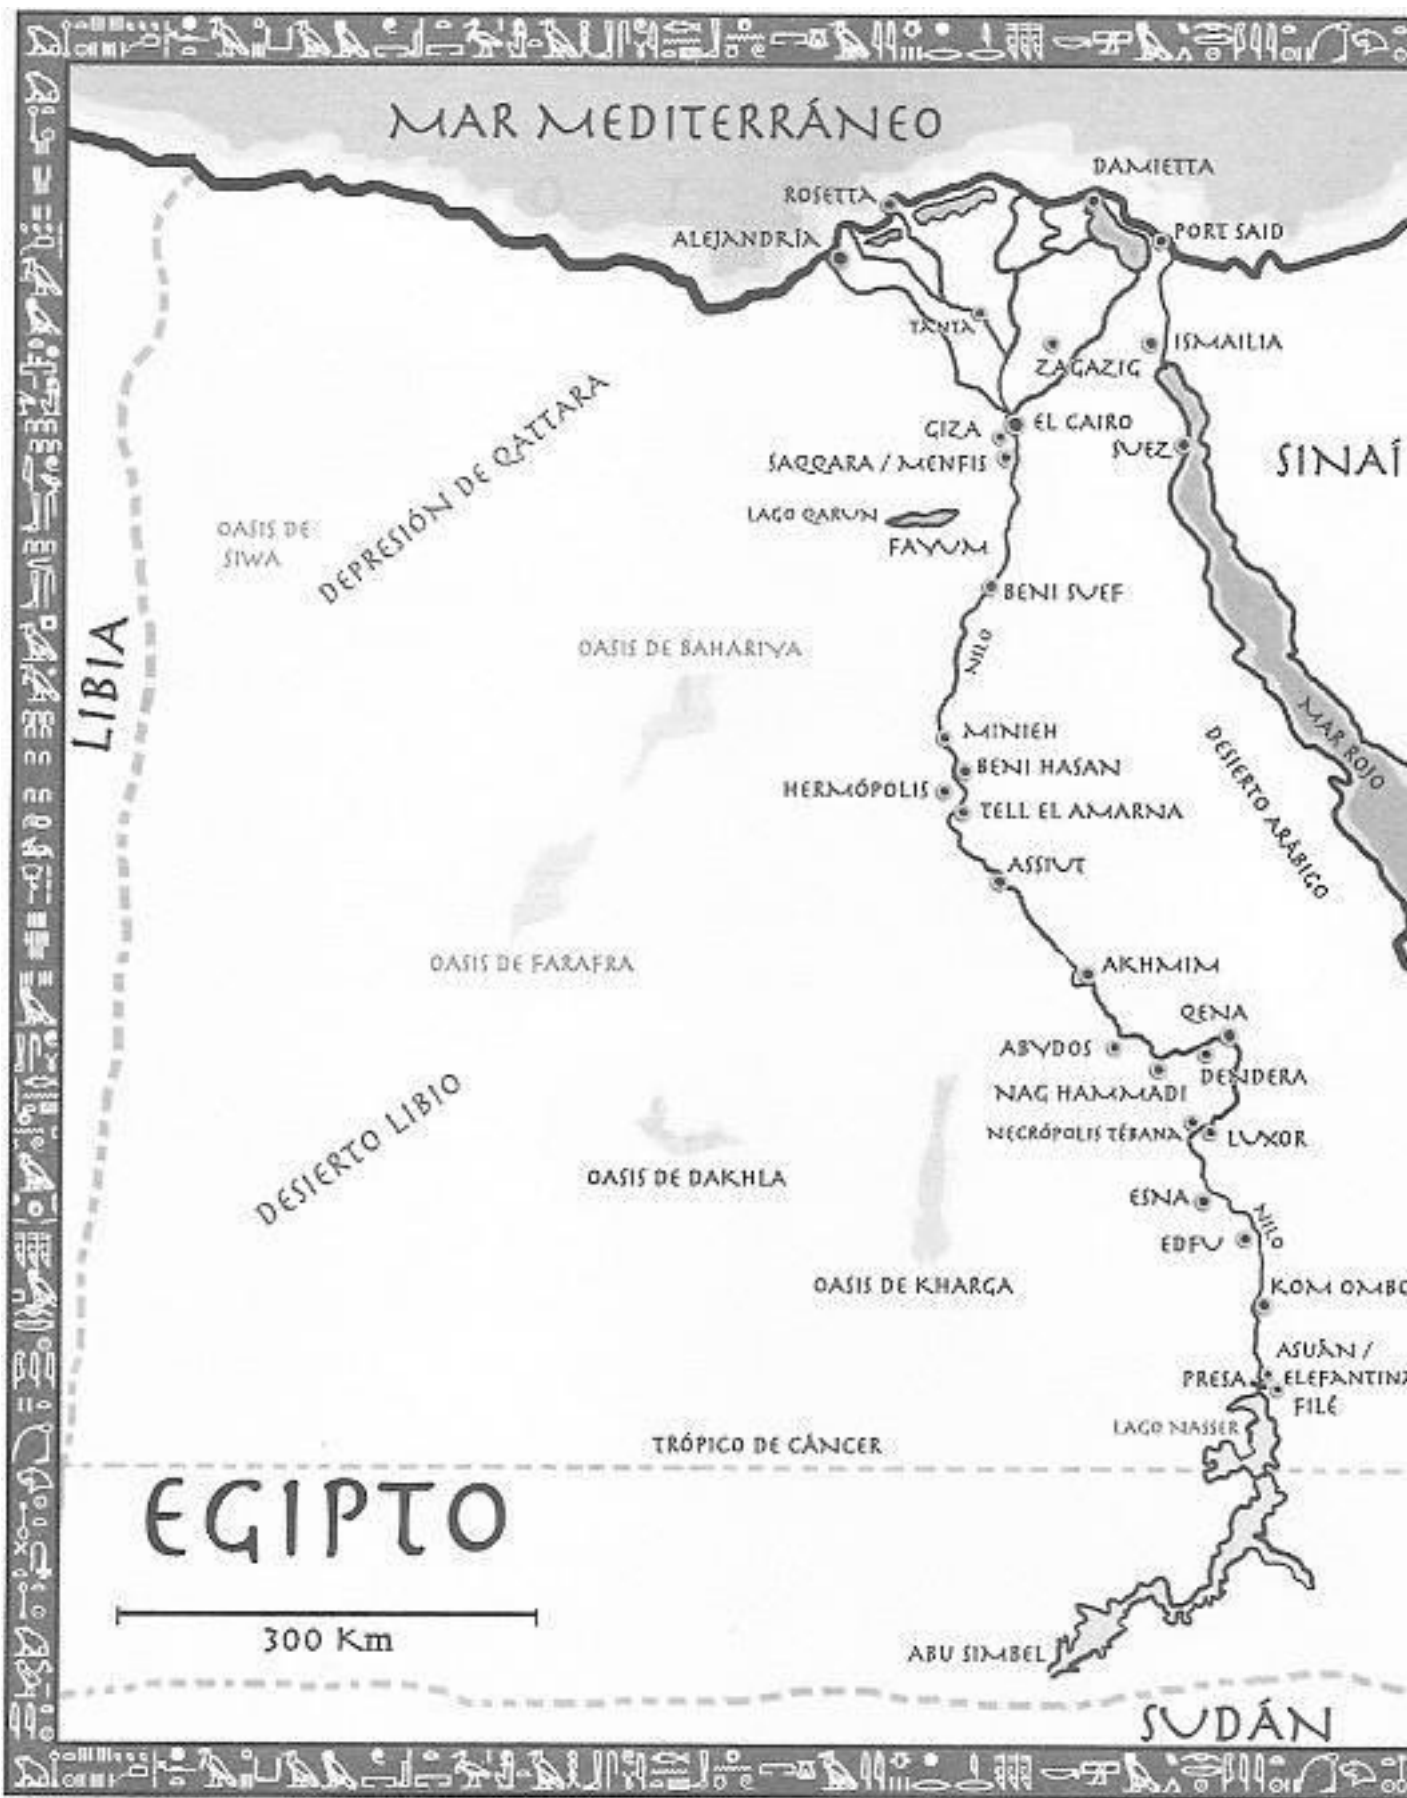 MAR MEDITERRÁNEO
DAMIETTA
ROSETTA
ALEJANDRÍA
PORT SAID
TANTA
ISMAILIA
ZAGAZIG
GIZA
EL CAIRO
SUEZ
SINAÍ
SAQQARA / MENFIS
DEPRESIÓN DE QATTARA
LAGO QARUN
OASIS DE
SIWA
FAYUM
BENI SUEF
LIBIA
OASIS DE BAHARIYA
NILO
MINIEH
MAR ROJO
BENI HASAN
DESIERTO ARÁBIGO
HERMÓPOLIS
TELL EL AMARNA
ASSIUT
OASIS DE FARAFRA
AKHMIM
QENA
ABYDOS
DENDERA
NAG HAMMADI
NECRÓPOLIS TÉBANA
LUXOR
DESIERTO LIBIO
OASIS DE DAKHLA
ESNA
NILO
EDFU
OASIS DE KHARGA
KOM OMBO
ASUÁN /
PRESA
ELEFANTINA
FILÉ
LAGO NASSER
TRÓPICO DE CÁNCER
EGIPTO
300 Km
ABU SIMBEL
SUDÁN